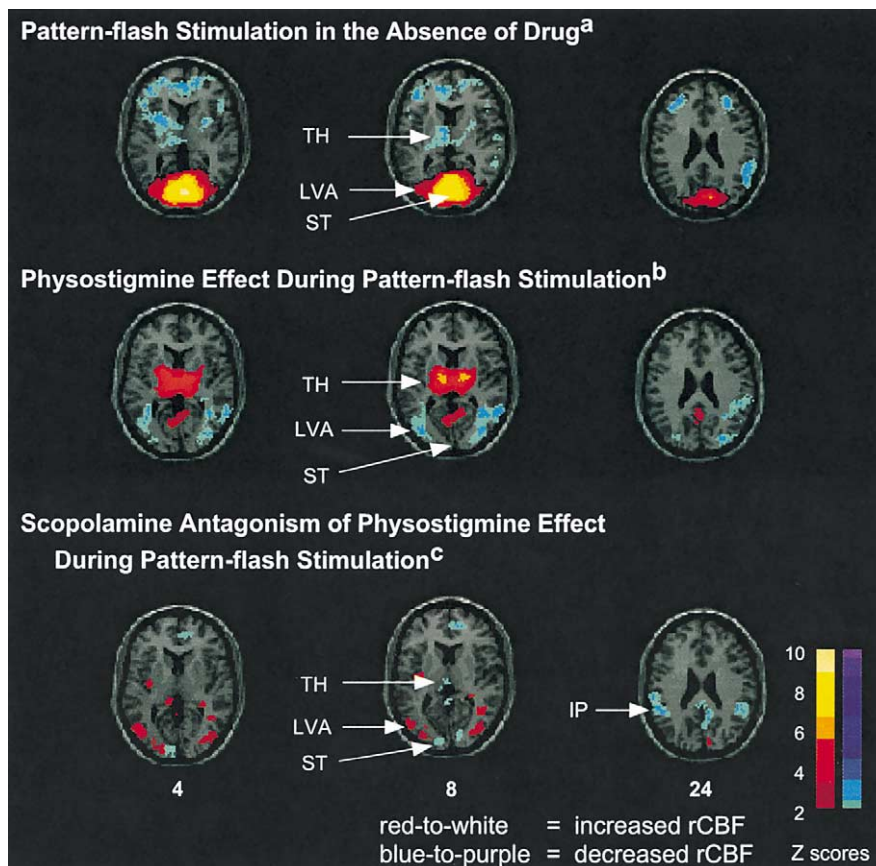 Pattern-flash Stimulation in the Absence of Drugᵃ
TH
LVA
ST
Physostigmine Effect During Pattern-flash Stimulationᵇ
TH
LVA
ST
Scopolamine Antagonism of Physostigmine Effect
During Pattern-flash Stimulationᶜ
TH
LVA
ST
IP
10
8
6
4
2
4
8
24
red-to-white = increased rCBF
blue-to-purple = decreased rCBF
Z scores